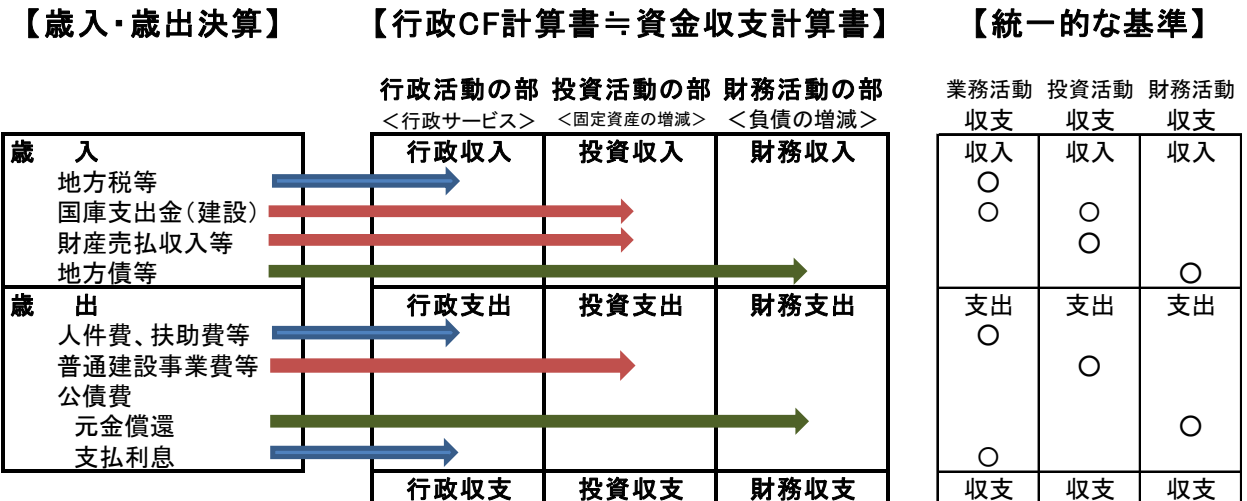 【歳入・歳出決算】 【行政CF計算書≒資金収支計算書】 【統一的な基準】
行政活動の部 投資活動の部 財務活動の部 業務活動 投資活動 財務活動
＜行政サービス＞ ＜固定資産の増減＞ ＜負債の増減＞ 収支 収支 収支
歳 入 行政収入 投資収入 財務収入 収入 収入 収入
地方税等 ○
国庫支出金（建設） ○ ○
財産売払収入等 ○
地方債等 ○
歳 出 行政支出 投資支出 財務支出 支出 支出 支出
人件費、扶助費等 ○
普通建設事業費等 ○
公債費
元金償還 ○
支払利息 ○
行政収支 投資収支 財務収支 収支 収支 収支